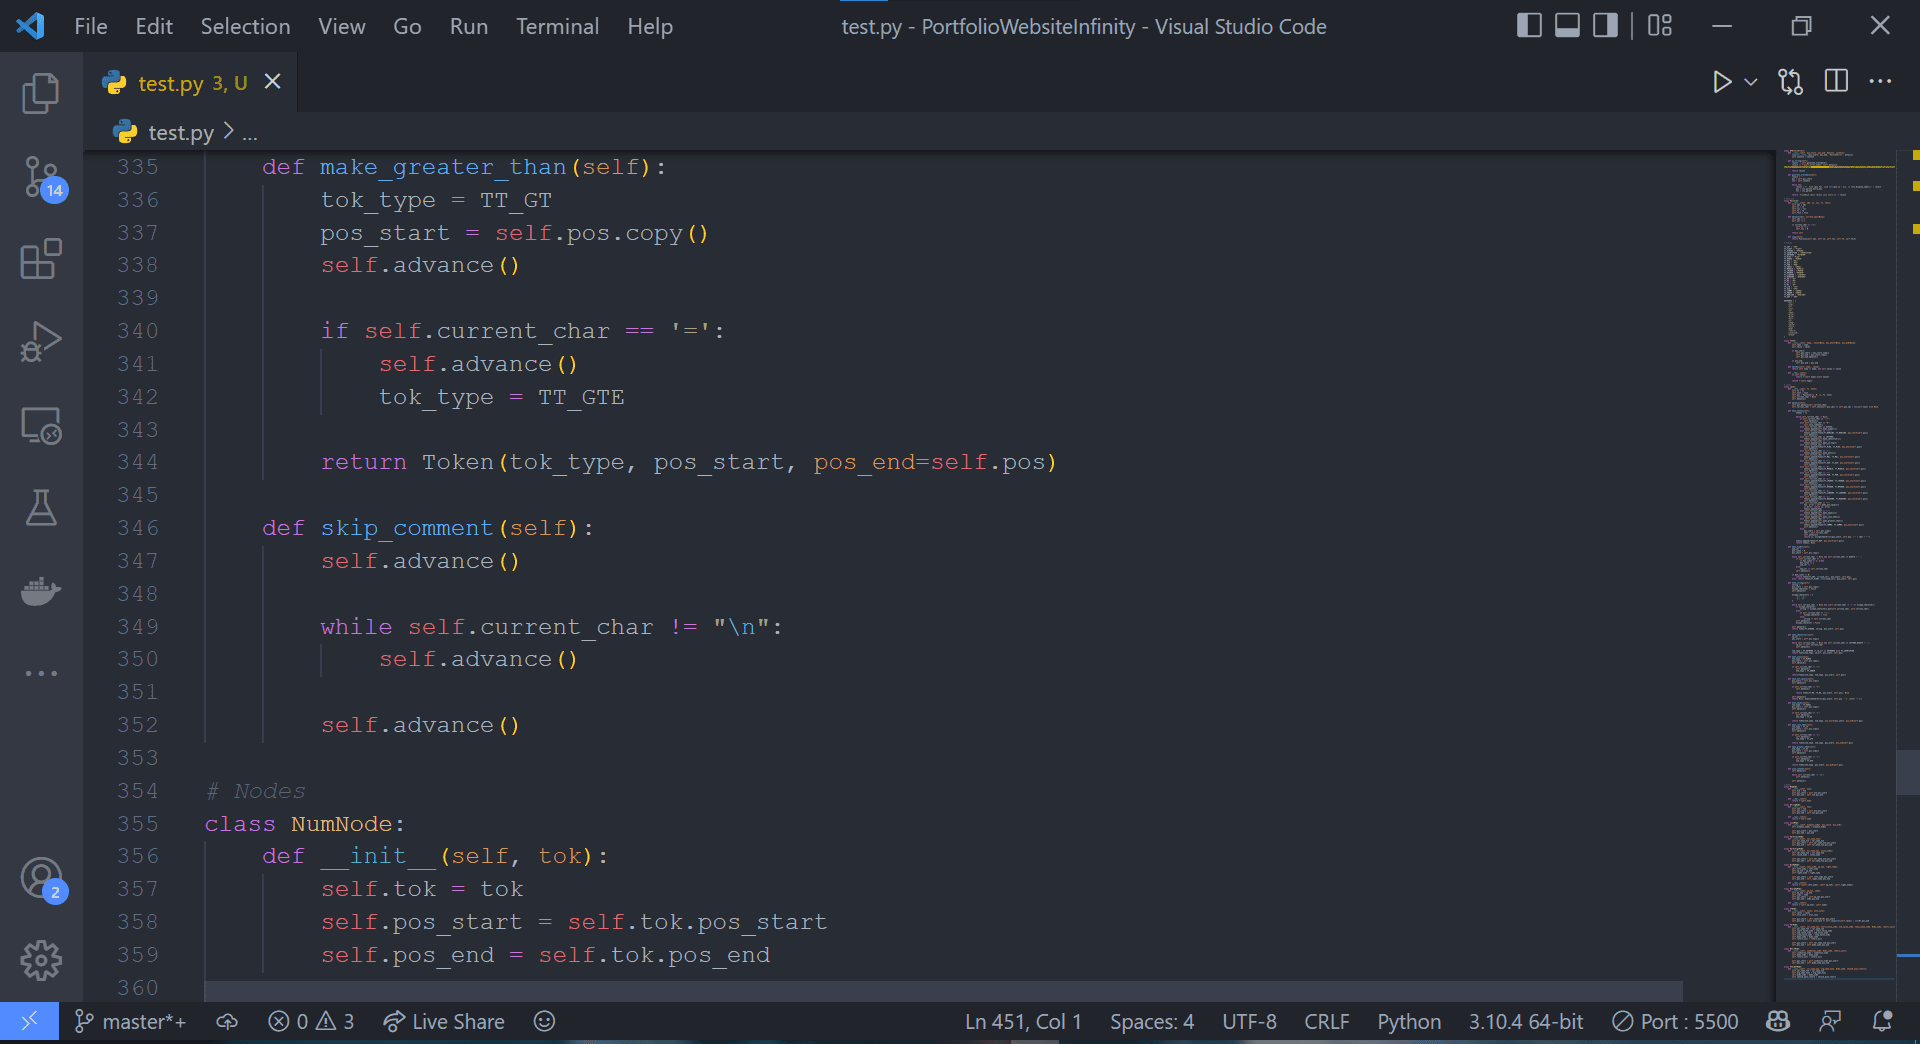 File Edit Selection View Go Run Terminal Help test.py - PortfolioWebsiteInfinity - Visual Studio Code
test.py 3, U
test.py > ...
335 def make_greater_than(self):
336 tok_type = TT_GT
337 pos_start = self.pos.copy()
338 self.advance()
339
340 if self.current_char == '=':
341 self.advance()
342 tok_type = TT_GTE
343
344 return Token(tok_type, pos_start, pos_end=self.pos)
345
346 def skip_comment(self):
347 self.advance()
348
349 while self.current_char != "\n":
350 self.advance()
351
352 self.advance()
353
354 # Nodes
355 class NumNode:
356 def __init__(self, tok):
357 self.tok = tok
358 self.pos_start = self.tok.pos_start
359 self.pos_end = self.tok.pos_end
360
14
2
master*+ 0 3 Live Share Ln 451, Col 1 Spaces: 4 UTF-8 CRLF Python 3.10.4 64-bit Port : 5500